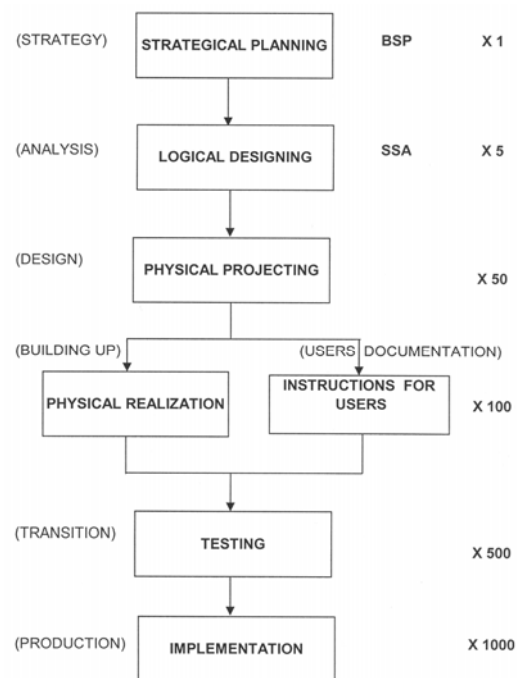 (STRATEGY) STRATEGICAL PLANNING BSP X 1
(ANALYSIS) LOGICAL DESIGNING SSA X 5
(DESIGN) PHYSICAL PROJECTING X 50
(BUILDING UP) (USERS DOCUMENTATION)
PHYSICAL REALIZATION INSTRUCTIONS FOR
USERS X 100
(TRANSITION) TESTING X 500
(PRODUCTION) IMPLEMENTATION X 1000